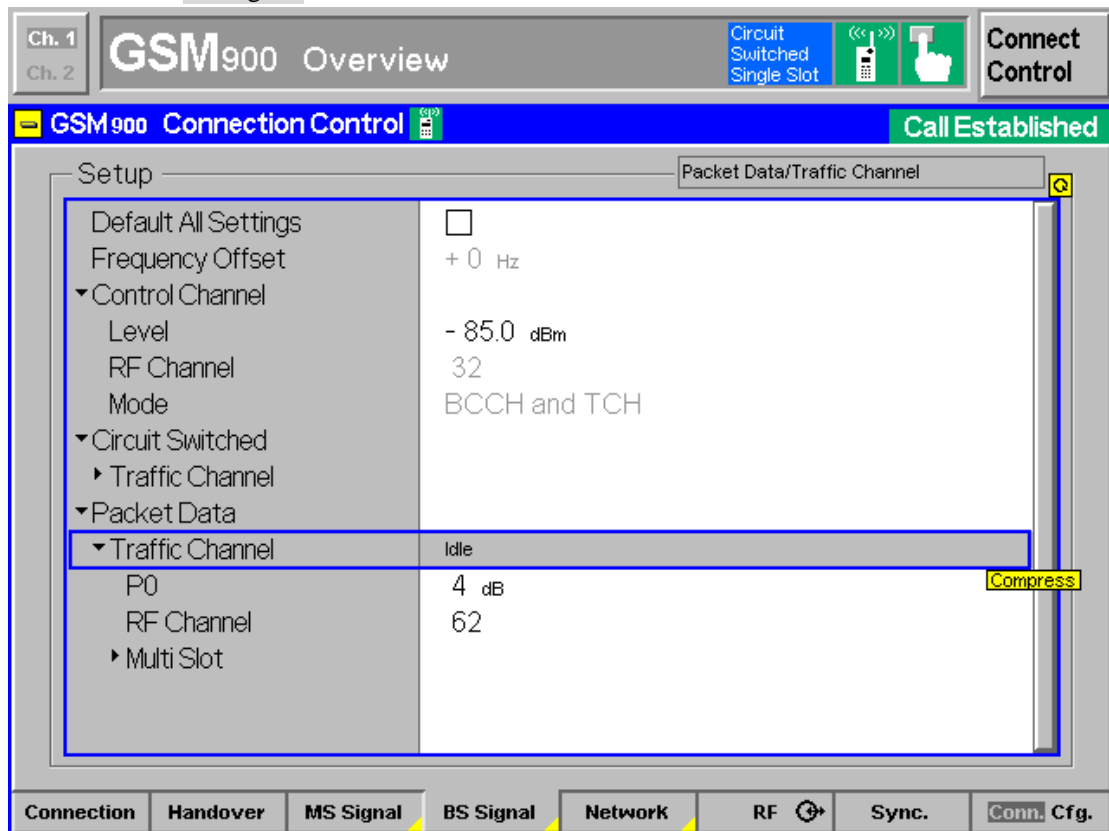 Ch. 1
Ch. 2
GSM900 Overview
Circuit
Switched
Single Slot
Connect
Control
GSM 900 Connection Control
Call Established
Setup
Packet Data/Traffic Channel
Default All Settings
Frequency Offset + 0 Hz
Control Channel
Level - 85.0 dBm
RF Channel 32
Mode BCCH and TCH
Circuit Switched
Traffic Channel
Packet Data
Traffic Channel Idle
Compress
P0 4 dB
RF Channel 62
Multi Slot
Connection Handover MS Signal BS Signal Network RF Sync. Conn. Cfg.